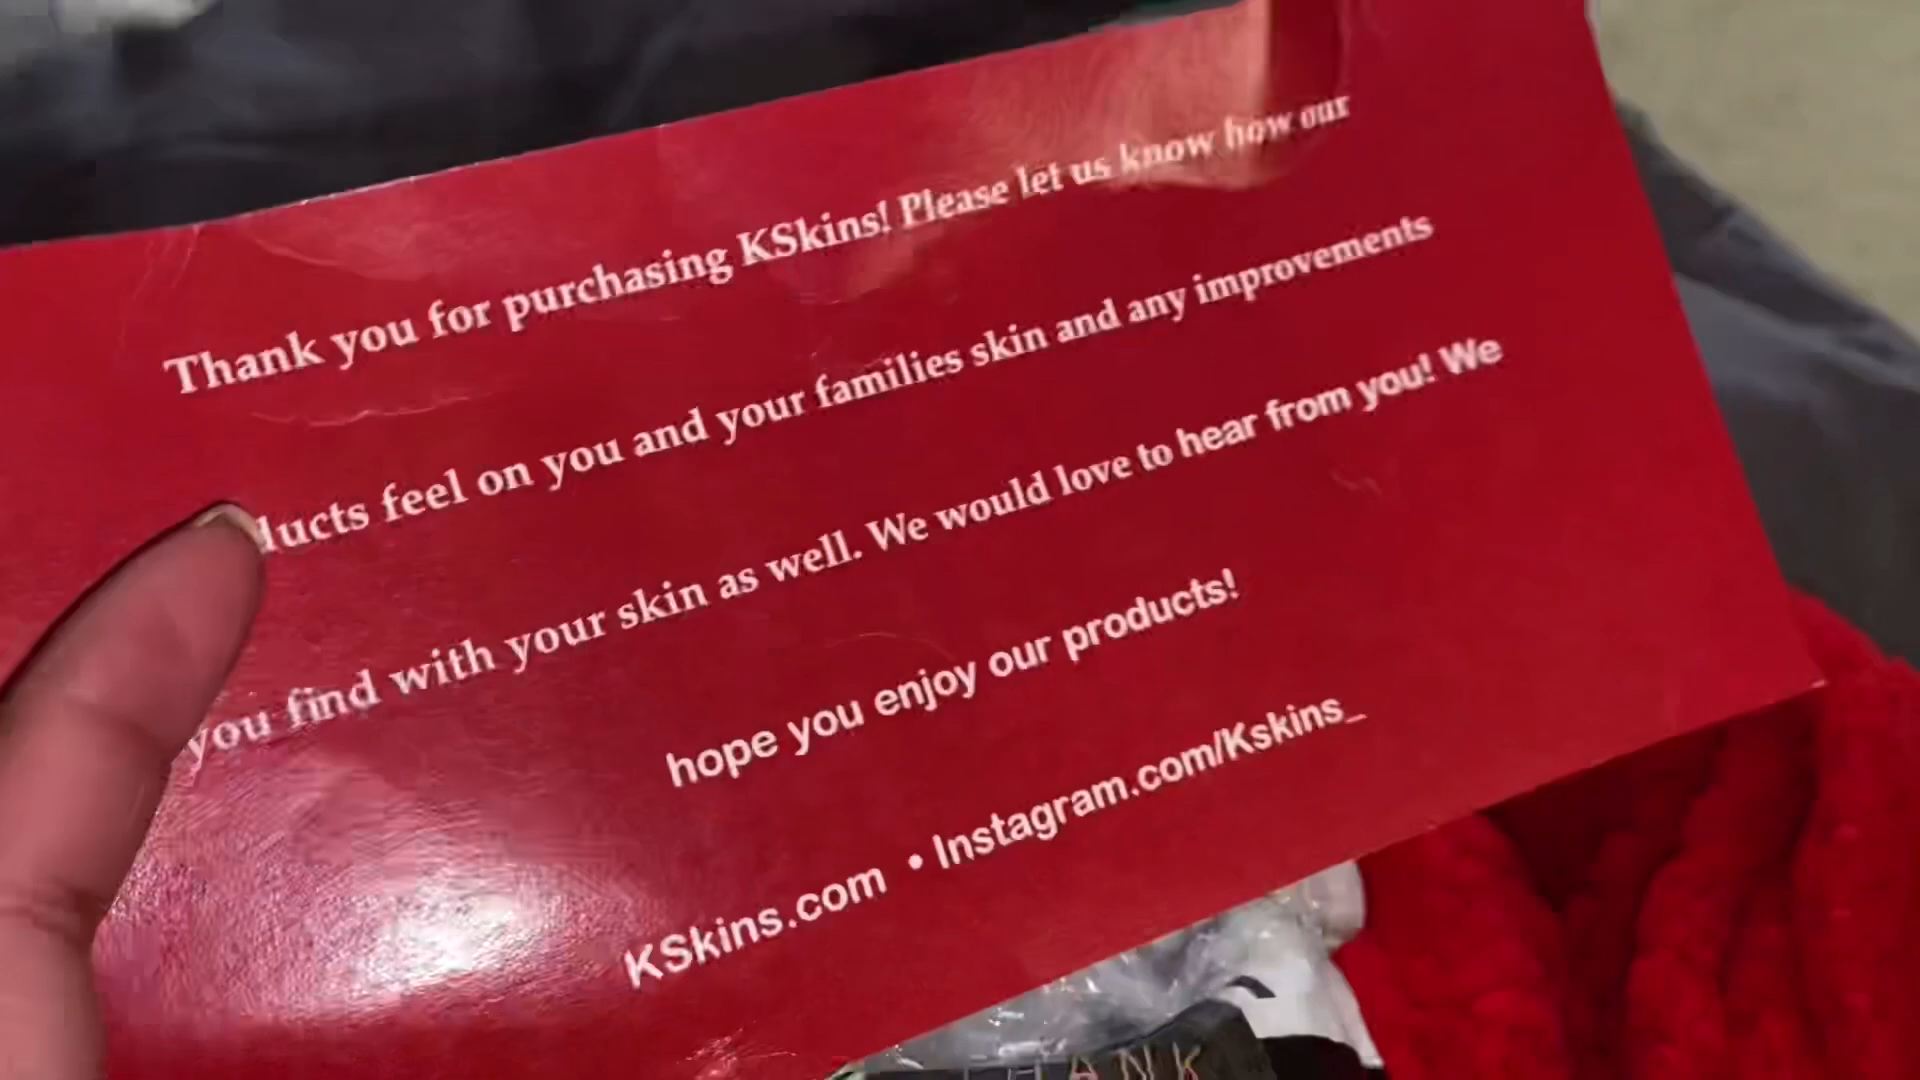 Thank you for purchasing KSkins! Please let us know how our
ducts feel on you and your families skin and any improvements
you find with your skin as well. We would love to hear from you! We
hope you enjoy our products!
KSkins.com • Instagram.com/Kskins_
THANK